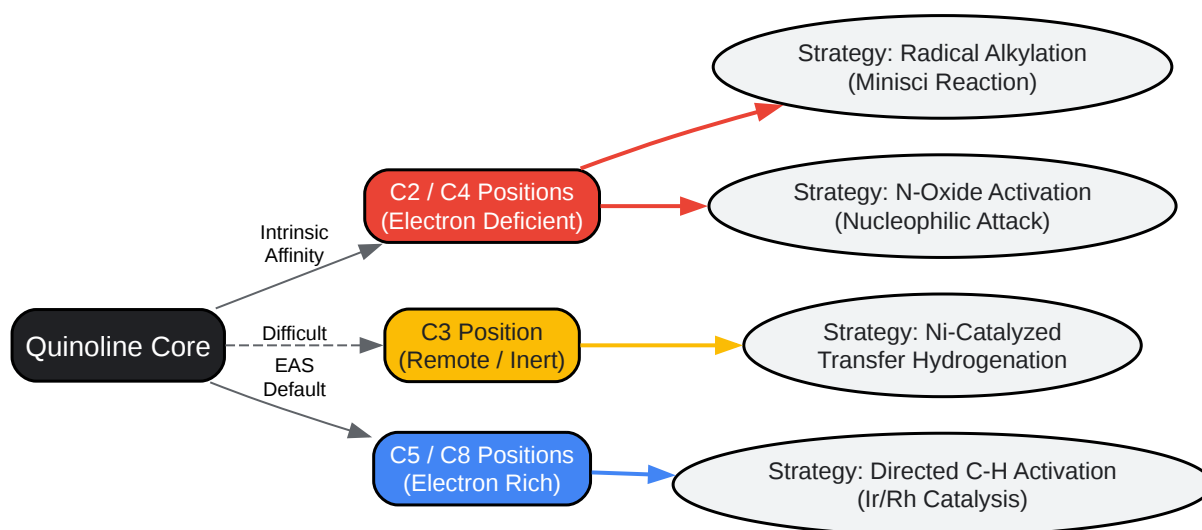 Strategy: Radical Alkylation
(Minisci Reaction)
C2 / C4 Positions
(Electron Deficient)
Strategy: N-Oxide Activation
(Nucleophilic Attack)
Intrinsic
Affinity
Quinoline Core
Difficult
C3 Position
(Remote / Inert)
Strategy: Ni-Catalyzed
Transfer Hydrogenation
EAS
Default
C5 / C8 Positions
(Electron Rich)
Strategy: Directed C-H Activation
(Ir/Rh Catalysis)